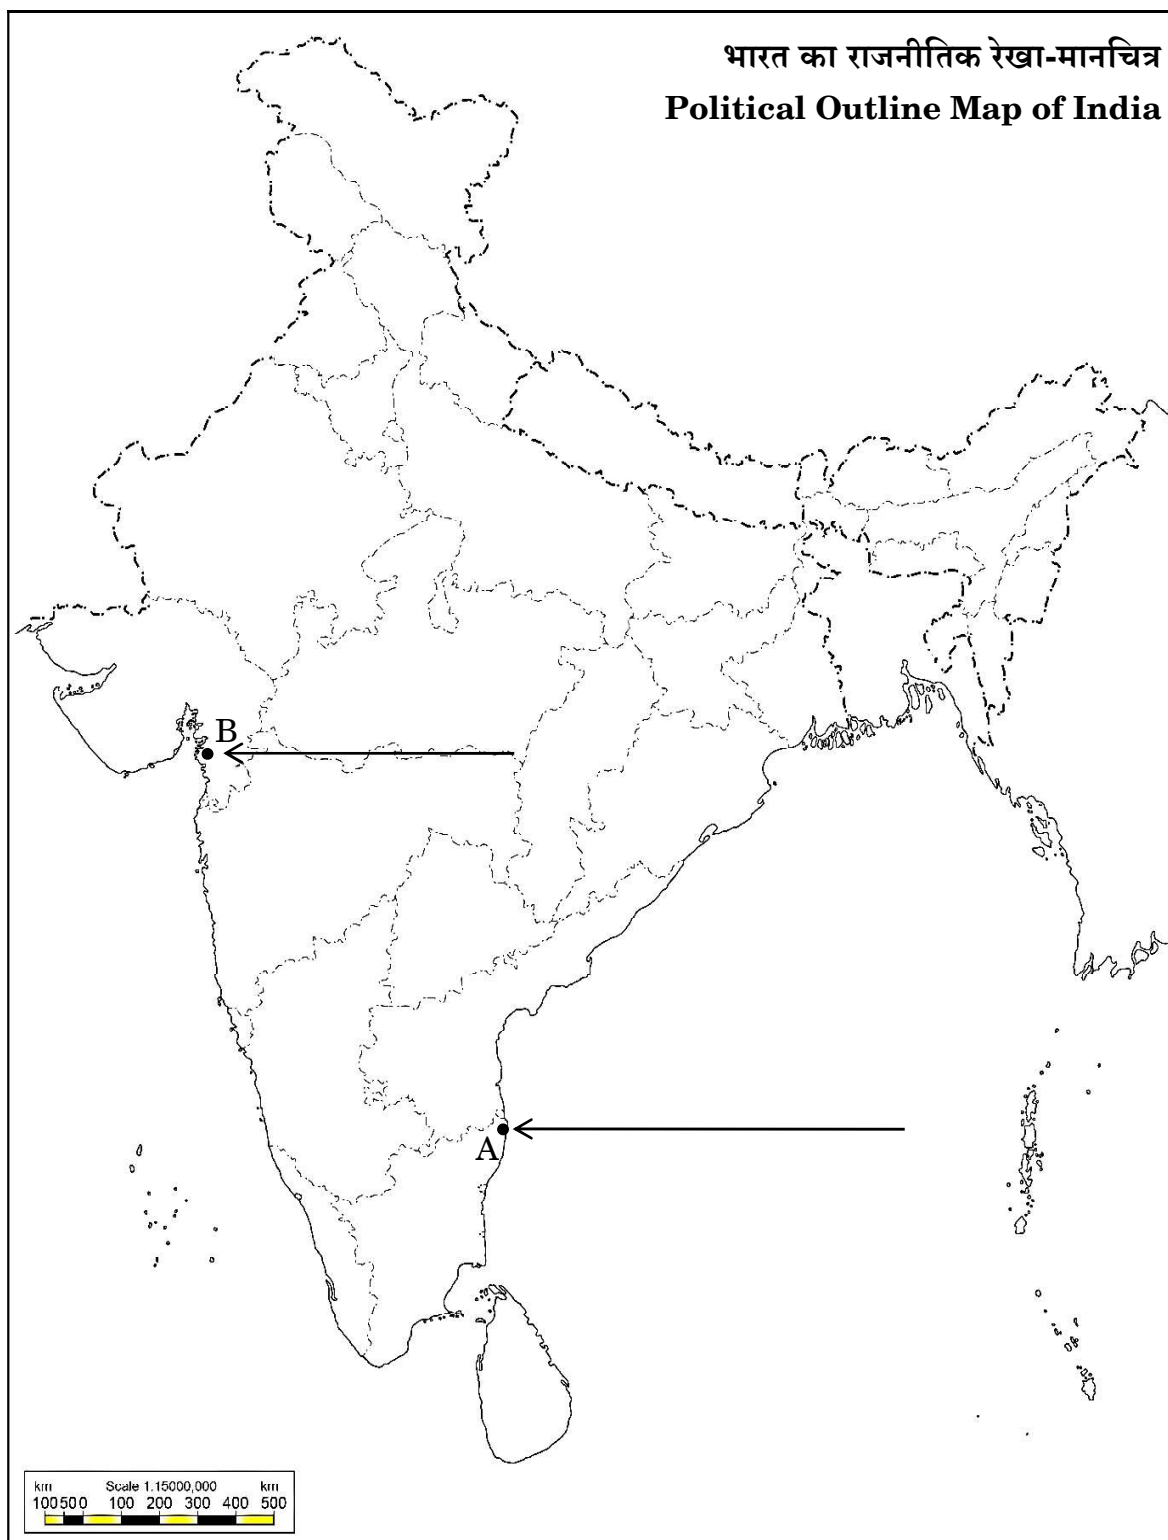 भारत का राजनीतिक रेखा-मानचित्र
Political Outline Map of India
B
A
km Scale 1:15000,000 km
100 50 0 100 200 300 400 500